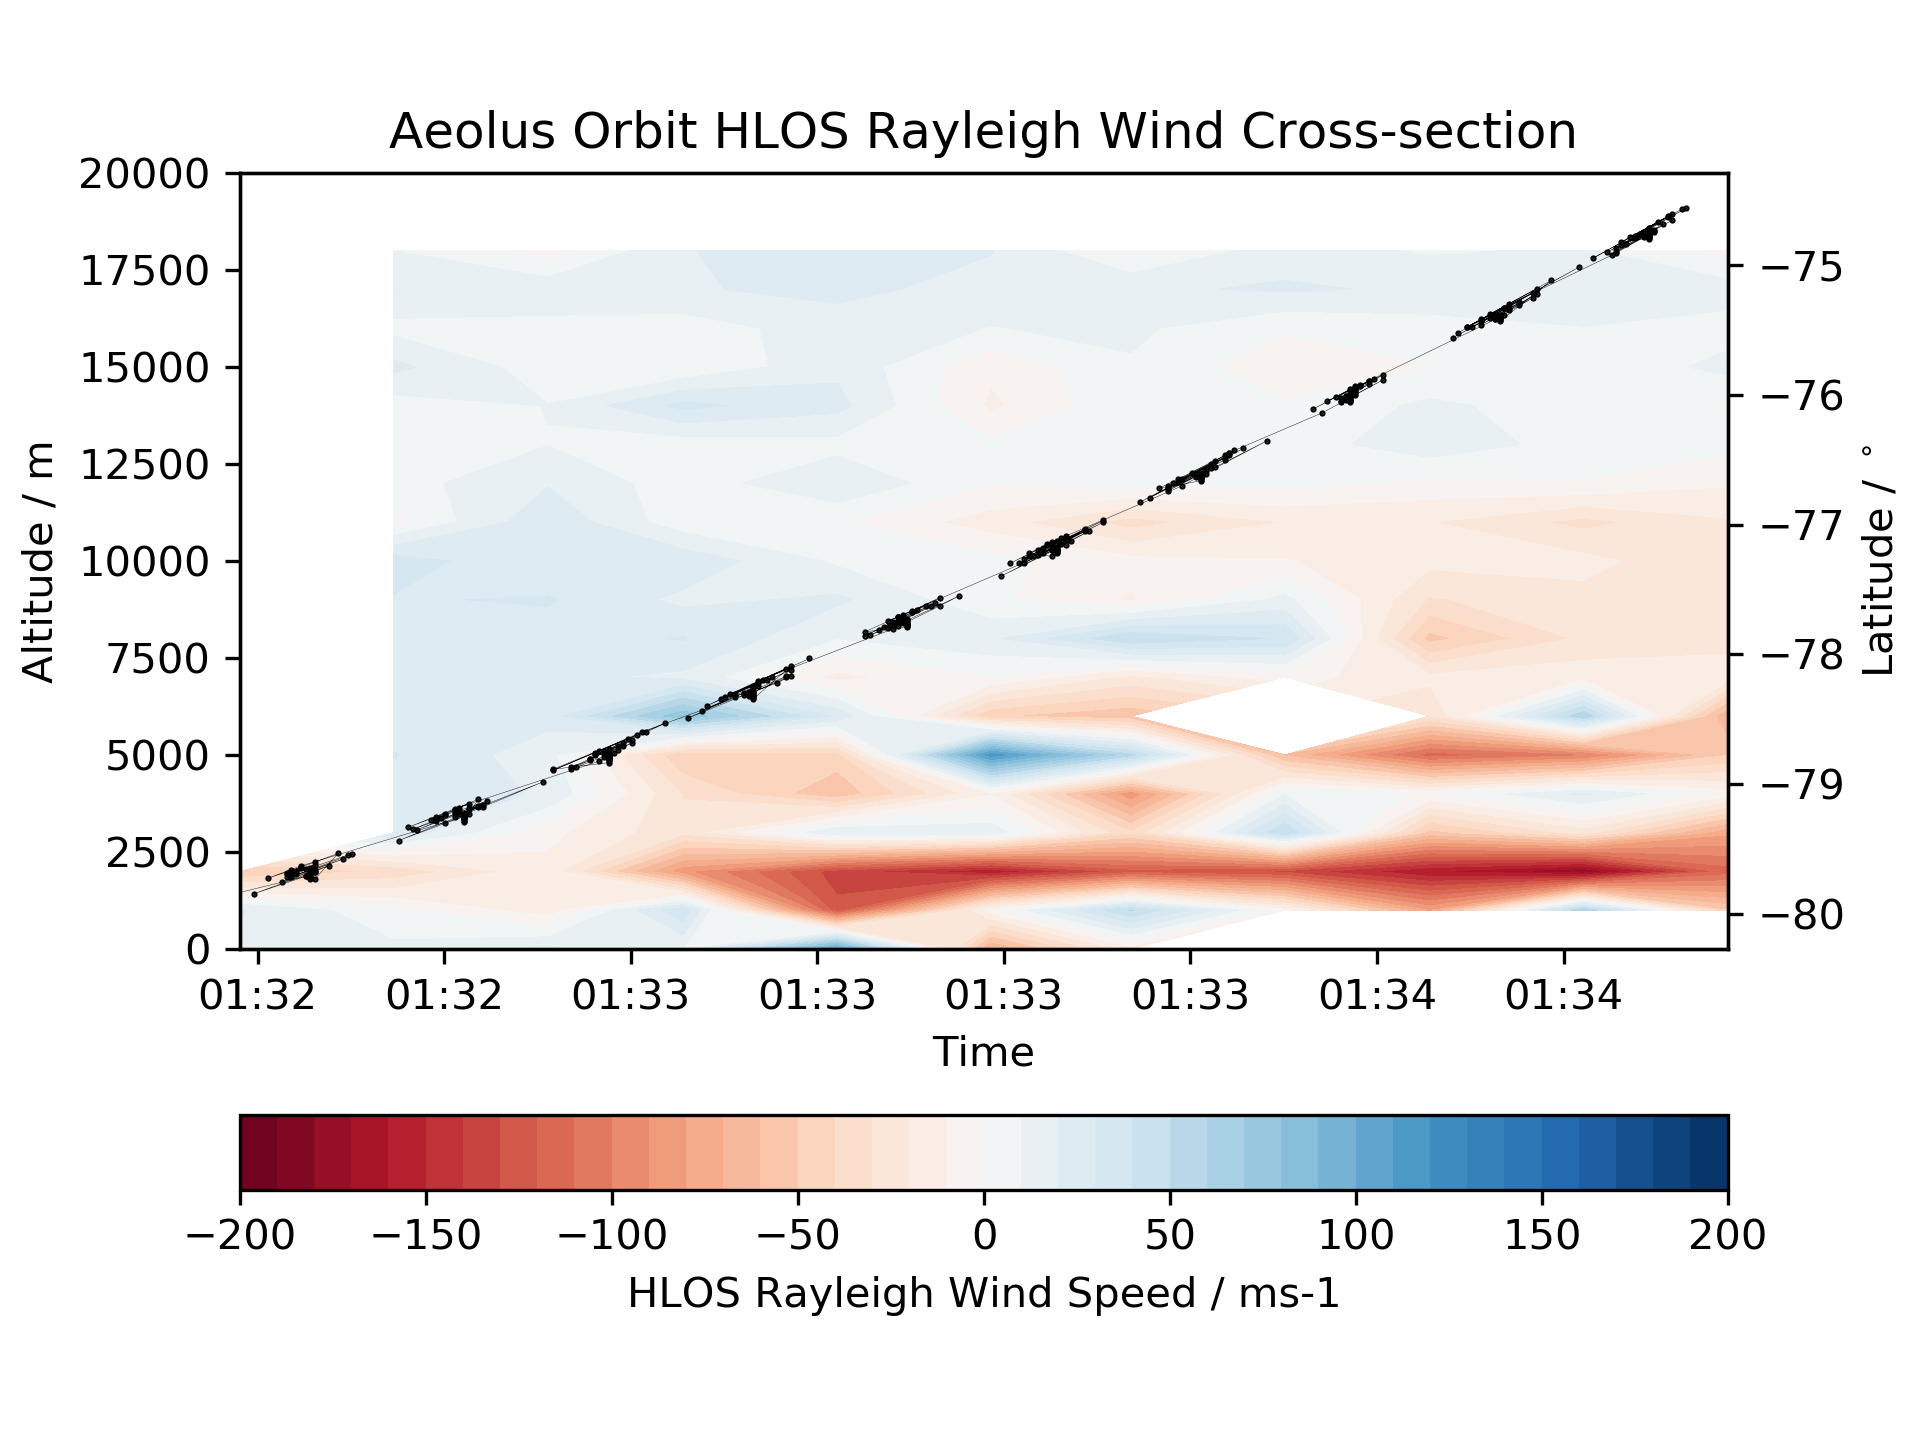 Aeolus Orbit HLOS Rayleigh Wind Cross-section
20000
17500
15000
12500
10000
7500
5000
2500
0
Altitude / m
−75
−76
−77
−78
−79
−80
Latitude / °
01:32 01:32 01:33 01:33 01:33 01:33 01:34 01:34
Time
−200 −150 −100 −50 0 50 100 150 200
HLOS Rayleigh Wind Speed / ms-1